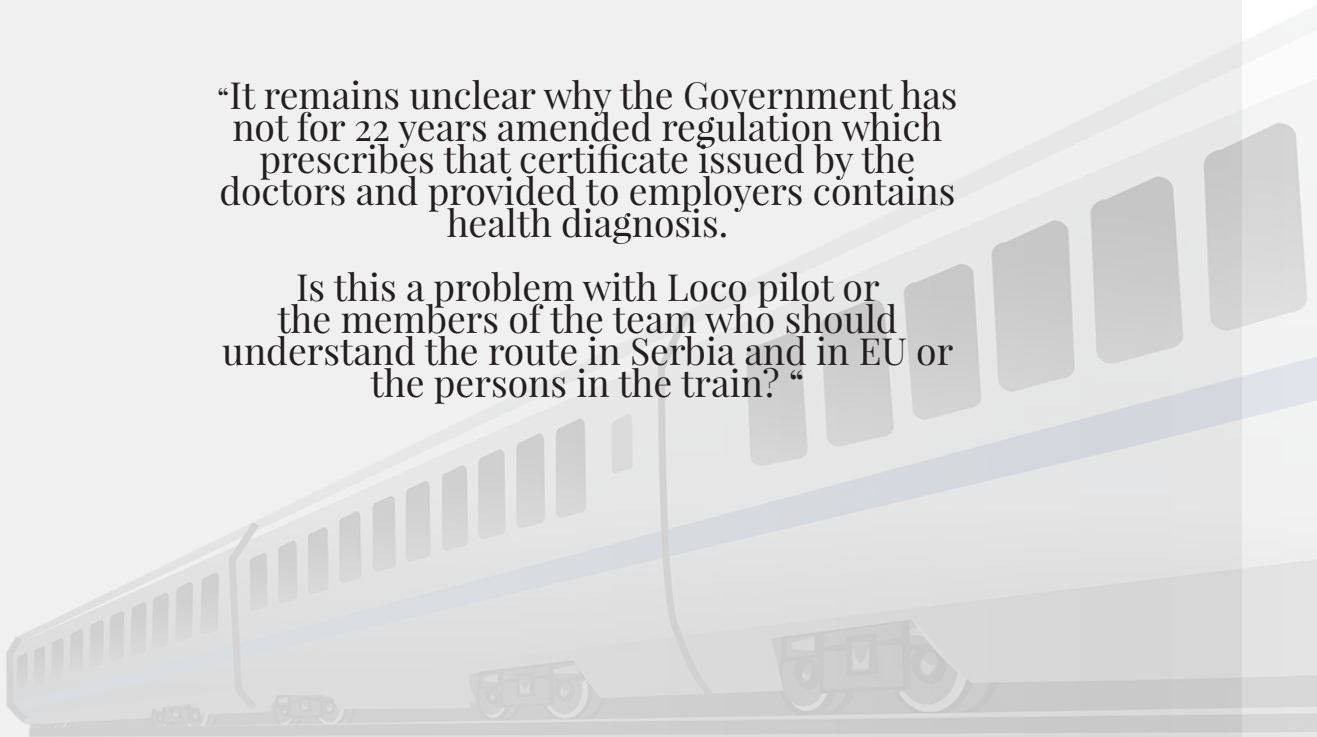 “It remains unclear why the Government has
not for 22 years amended regulation which
prescribes that certificate issued by the
doctors and provided to employers contains
health diagnosis.
Is this a problem with Loco pilot or
the members of the team who should
understand the route in Serbia and in EU or
the persons in the train? “